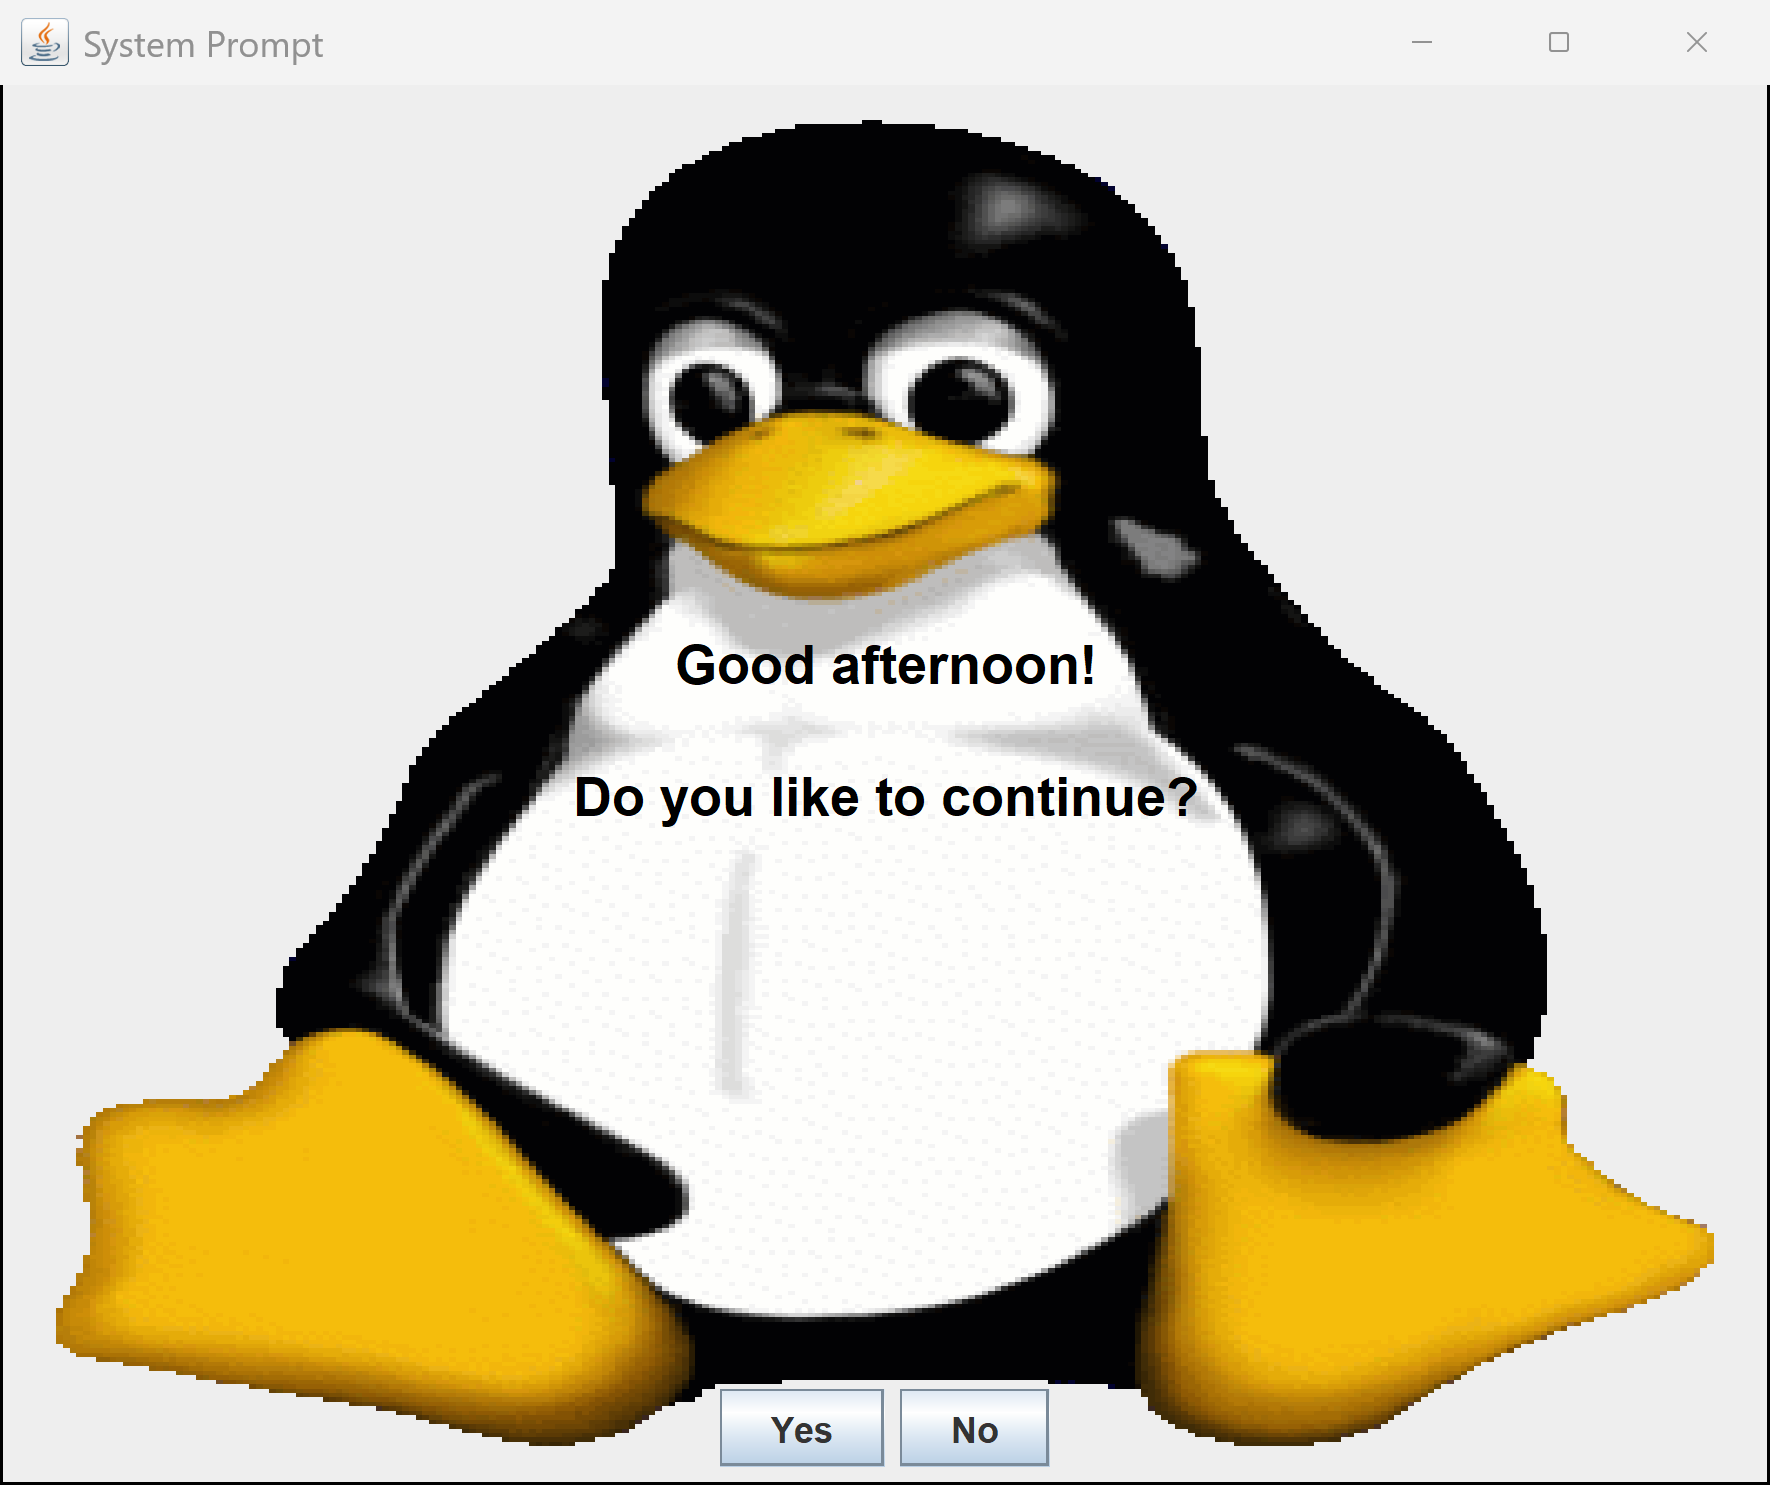 System Prompt
Good afternoon!
Do you like to continue?
Yes No